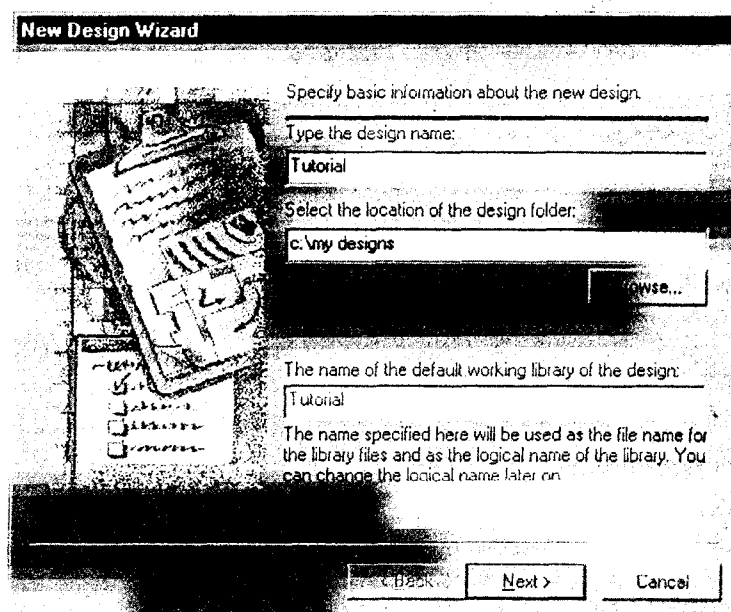 New Design Wizard
Specify basic information about the new design.
Type the design name:
Tutorial
Select the location of the design folder:
c:\my designs
The name of the default working library of the design:
Tutorial
The name specified here will be used as the file name for
the library files and as the logical name of the library. You
can change the logical name later on
< Back
Next >
Cancel